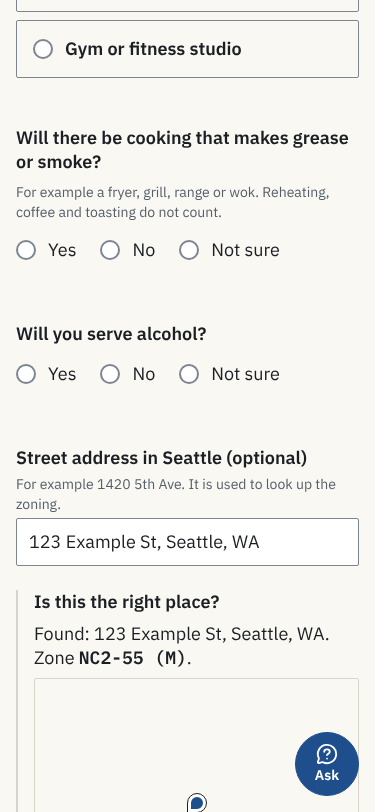 Gym or fitness studio
Will there be cooking that makes grease
or smoke?
For example a fryer, grill, range or wok. Reheating,
coffee and toasting do not count.
Yes No Not sure
Will you serve alcohol?
Yes No Not sure
Street address in Seattle (optional)
For example 1420 5th Ave. It is used to look up the
zoning.
123 Example St, Seattle, WA
Is this the right place?
Found: 123 Example St, Seattle, WA.
Zone NC2-55 (M).
Ask